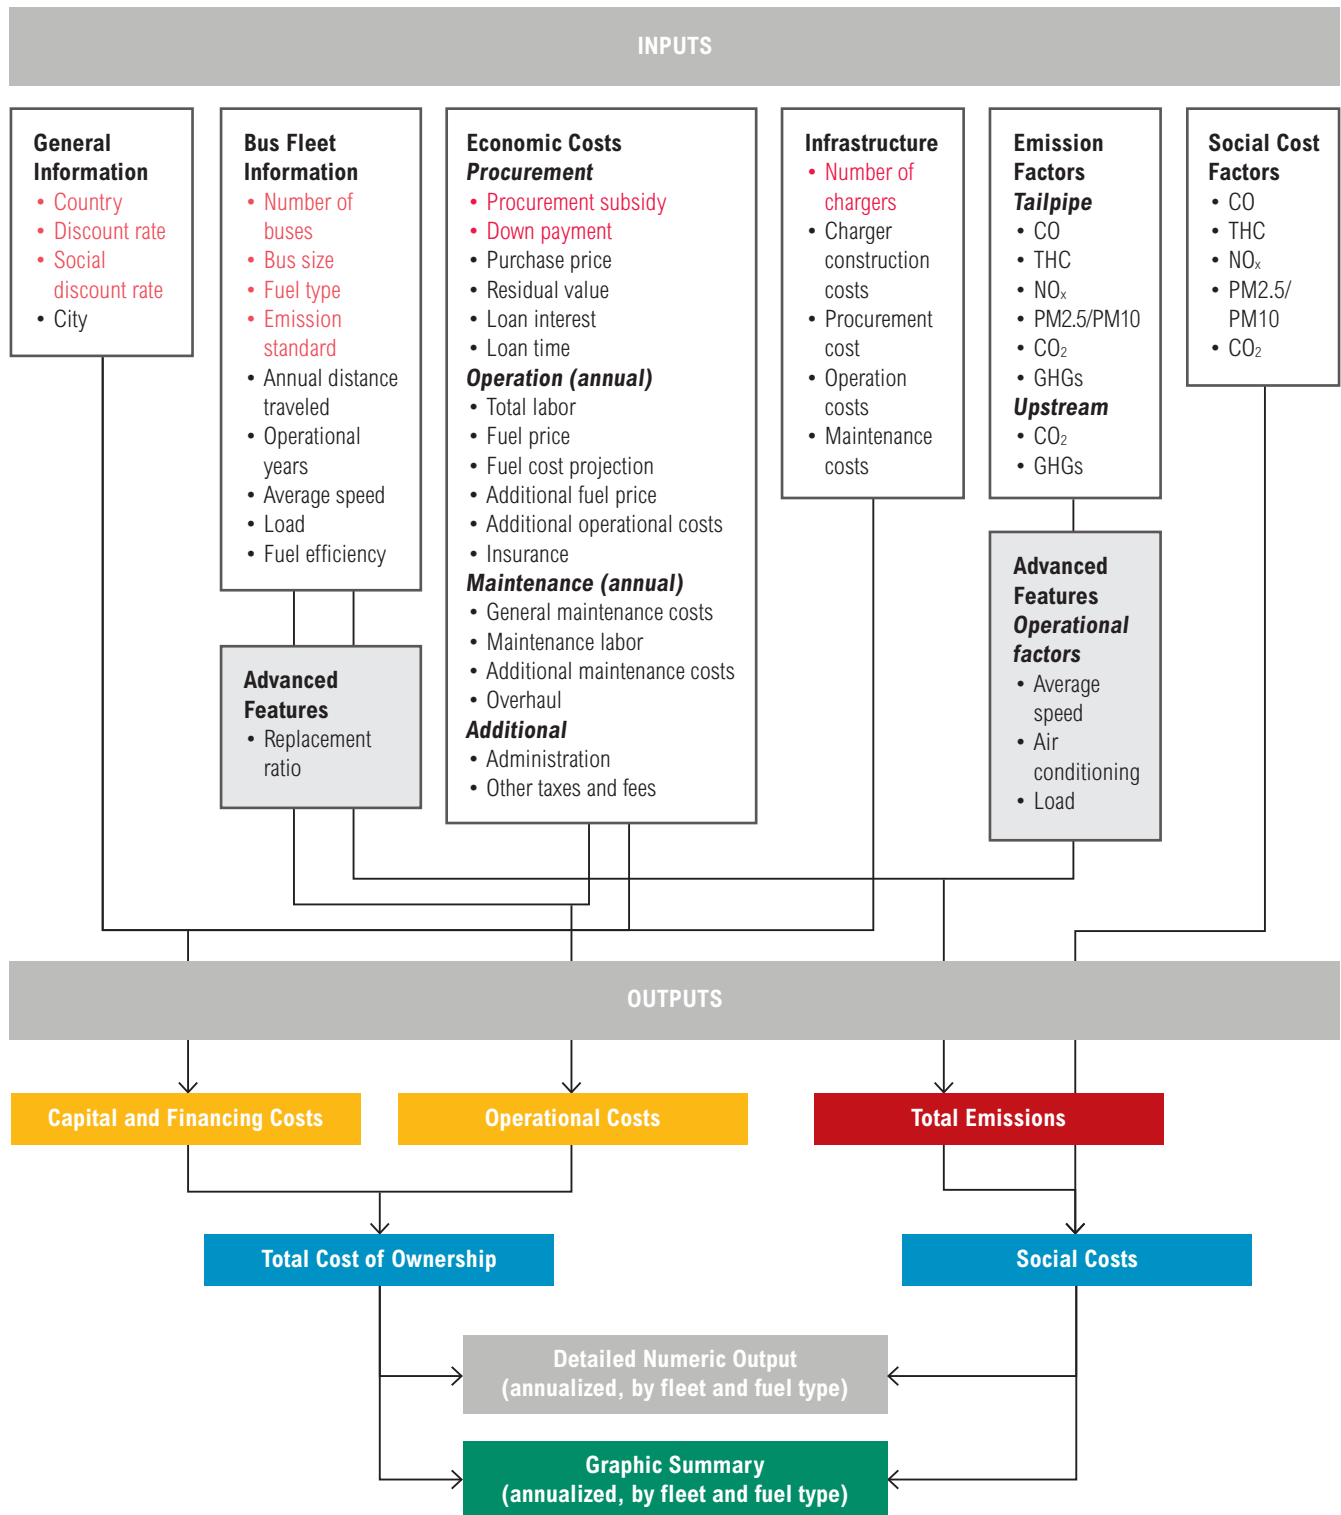 INPUTS
General
Information
• Country
• Discount rate
• Social
discount rate
• City
Bus Fleet
Information
• Number of
buses
• Bus size
• Fuel type
• Emission
standard
• Annual distance
traveled
• Operational
years
• Average speed
• Load
• Fuel efficiency
Advanced
Features
• Replacement
ratio
Economic Costs
Procurement
• Procurement subsidy
• Down payment
• Purchase price
• Residual value
• Loan interest
• Loan time
Operation (annual)
• Total labor
• Fuel price
• Fuel cost projection
• Additional fuel price
• Additional operational costs
• Insurance
Maintenance (annual)
• General maintenance costs
• Maintenance labor
• Additional maintenance costs
• Overhaul
Additional
• Administration
• Other taxes and fees
Infrastructure
• Number of
chargers
• Charger
construction
costs
• Procurement
cost
• Operation
costs
• Maintenance
costs
Emission
Factors
Tailpipe
• CO
• THC
• NOₓ
• PM2.5/PM10
• CO₂
• GHGs
Upstream
• CO₂
• GHGs
Advanced
Features
Operational
factors
• Average
speed
• Air
conditioning
• Load
Social Cost
Factors
• CO
• THC
• NOₓ
• PM2.5/
PM10
• CO₂
OUTPUTS
Capital and Financing Costs
Operational Costs
Total Emissions
Total Cost of Ownership
Social Costs
Detailed Numeric Output
(annualized, by fleet and fuel type)
Graphic Summary
(annualized, by fleet and fuel type)